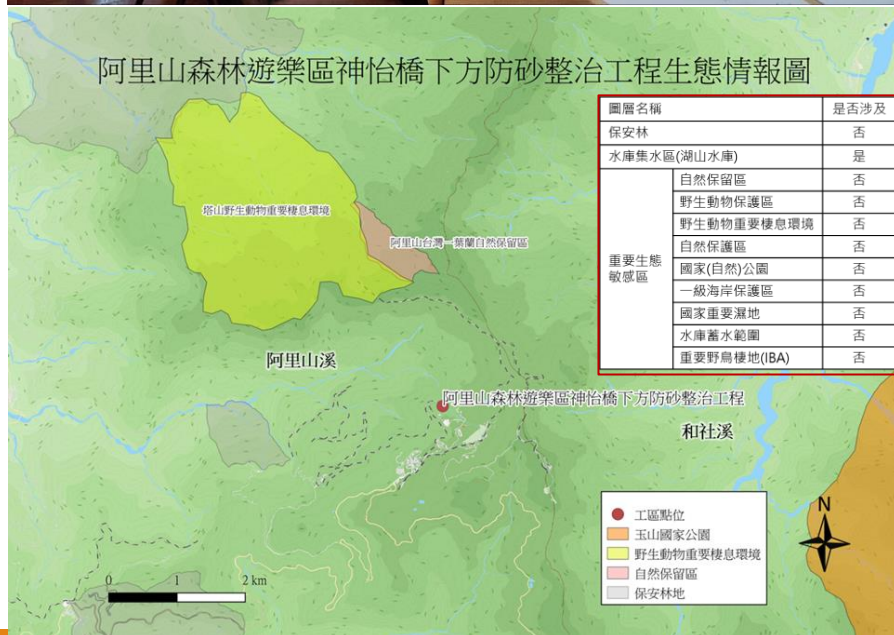 阿里山森林遊樂區神怡橋下方防砂整治工程生態情報圖
圖層名稱 是否涉及
保安林 否
水庫集水區(湖山水庫) 是
重要生態敏感區
自然保留區 否
野生動物保護區 否
野生動物重要棲息環境 否
自然保護區 否
國家(自然)公園 否
一級海岸保護區 否
國家重要濕地 否
水庫蓄水範圍 否
重要野鳥棲地(IBA) 否
塔山野生動物重要棲息環境
阿里山台灣一葉蘭自然保留區
阿里山溪
阿里山森林遊樂區神怡橋下方防砂整治工程
和社溪
工區點位
玉山國家公園
野生動物重要棲息環境
自然保留區
保安林地
N
0 1 2 km